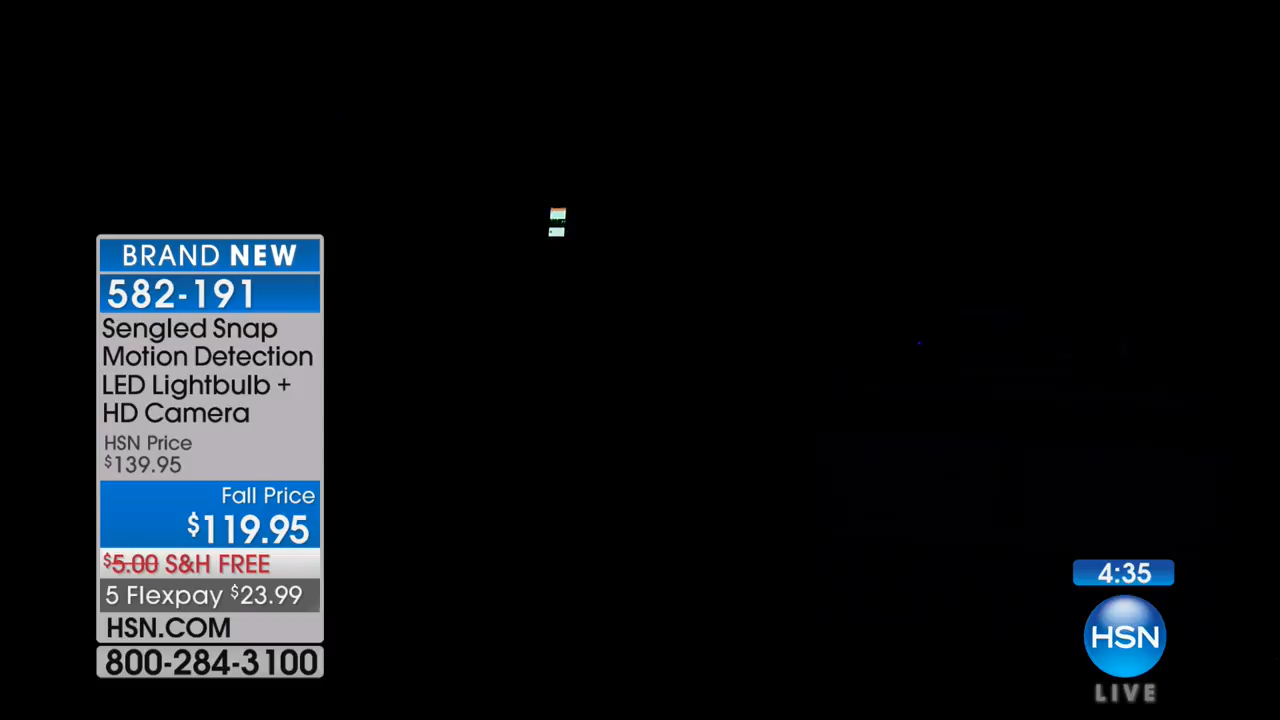 BRAND NEW
582-191
Sengled Snap
Motion Detection
LED Lightbulb +
HD Camera
HSN Price
$139.95
Fall Price
$119.95
$5.00 S&H FREE
5 Flexpay $23.99
HSN.COM
800-284-3100
4:35
HSN
LIVE